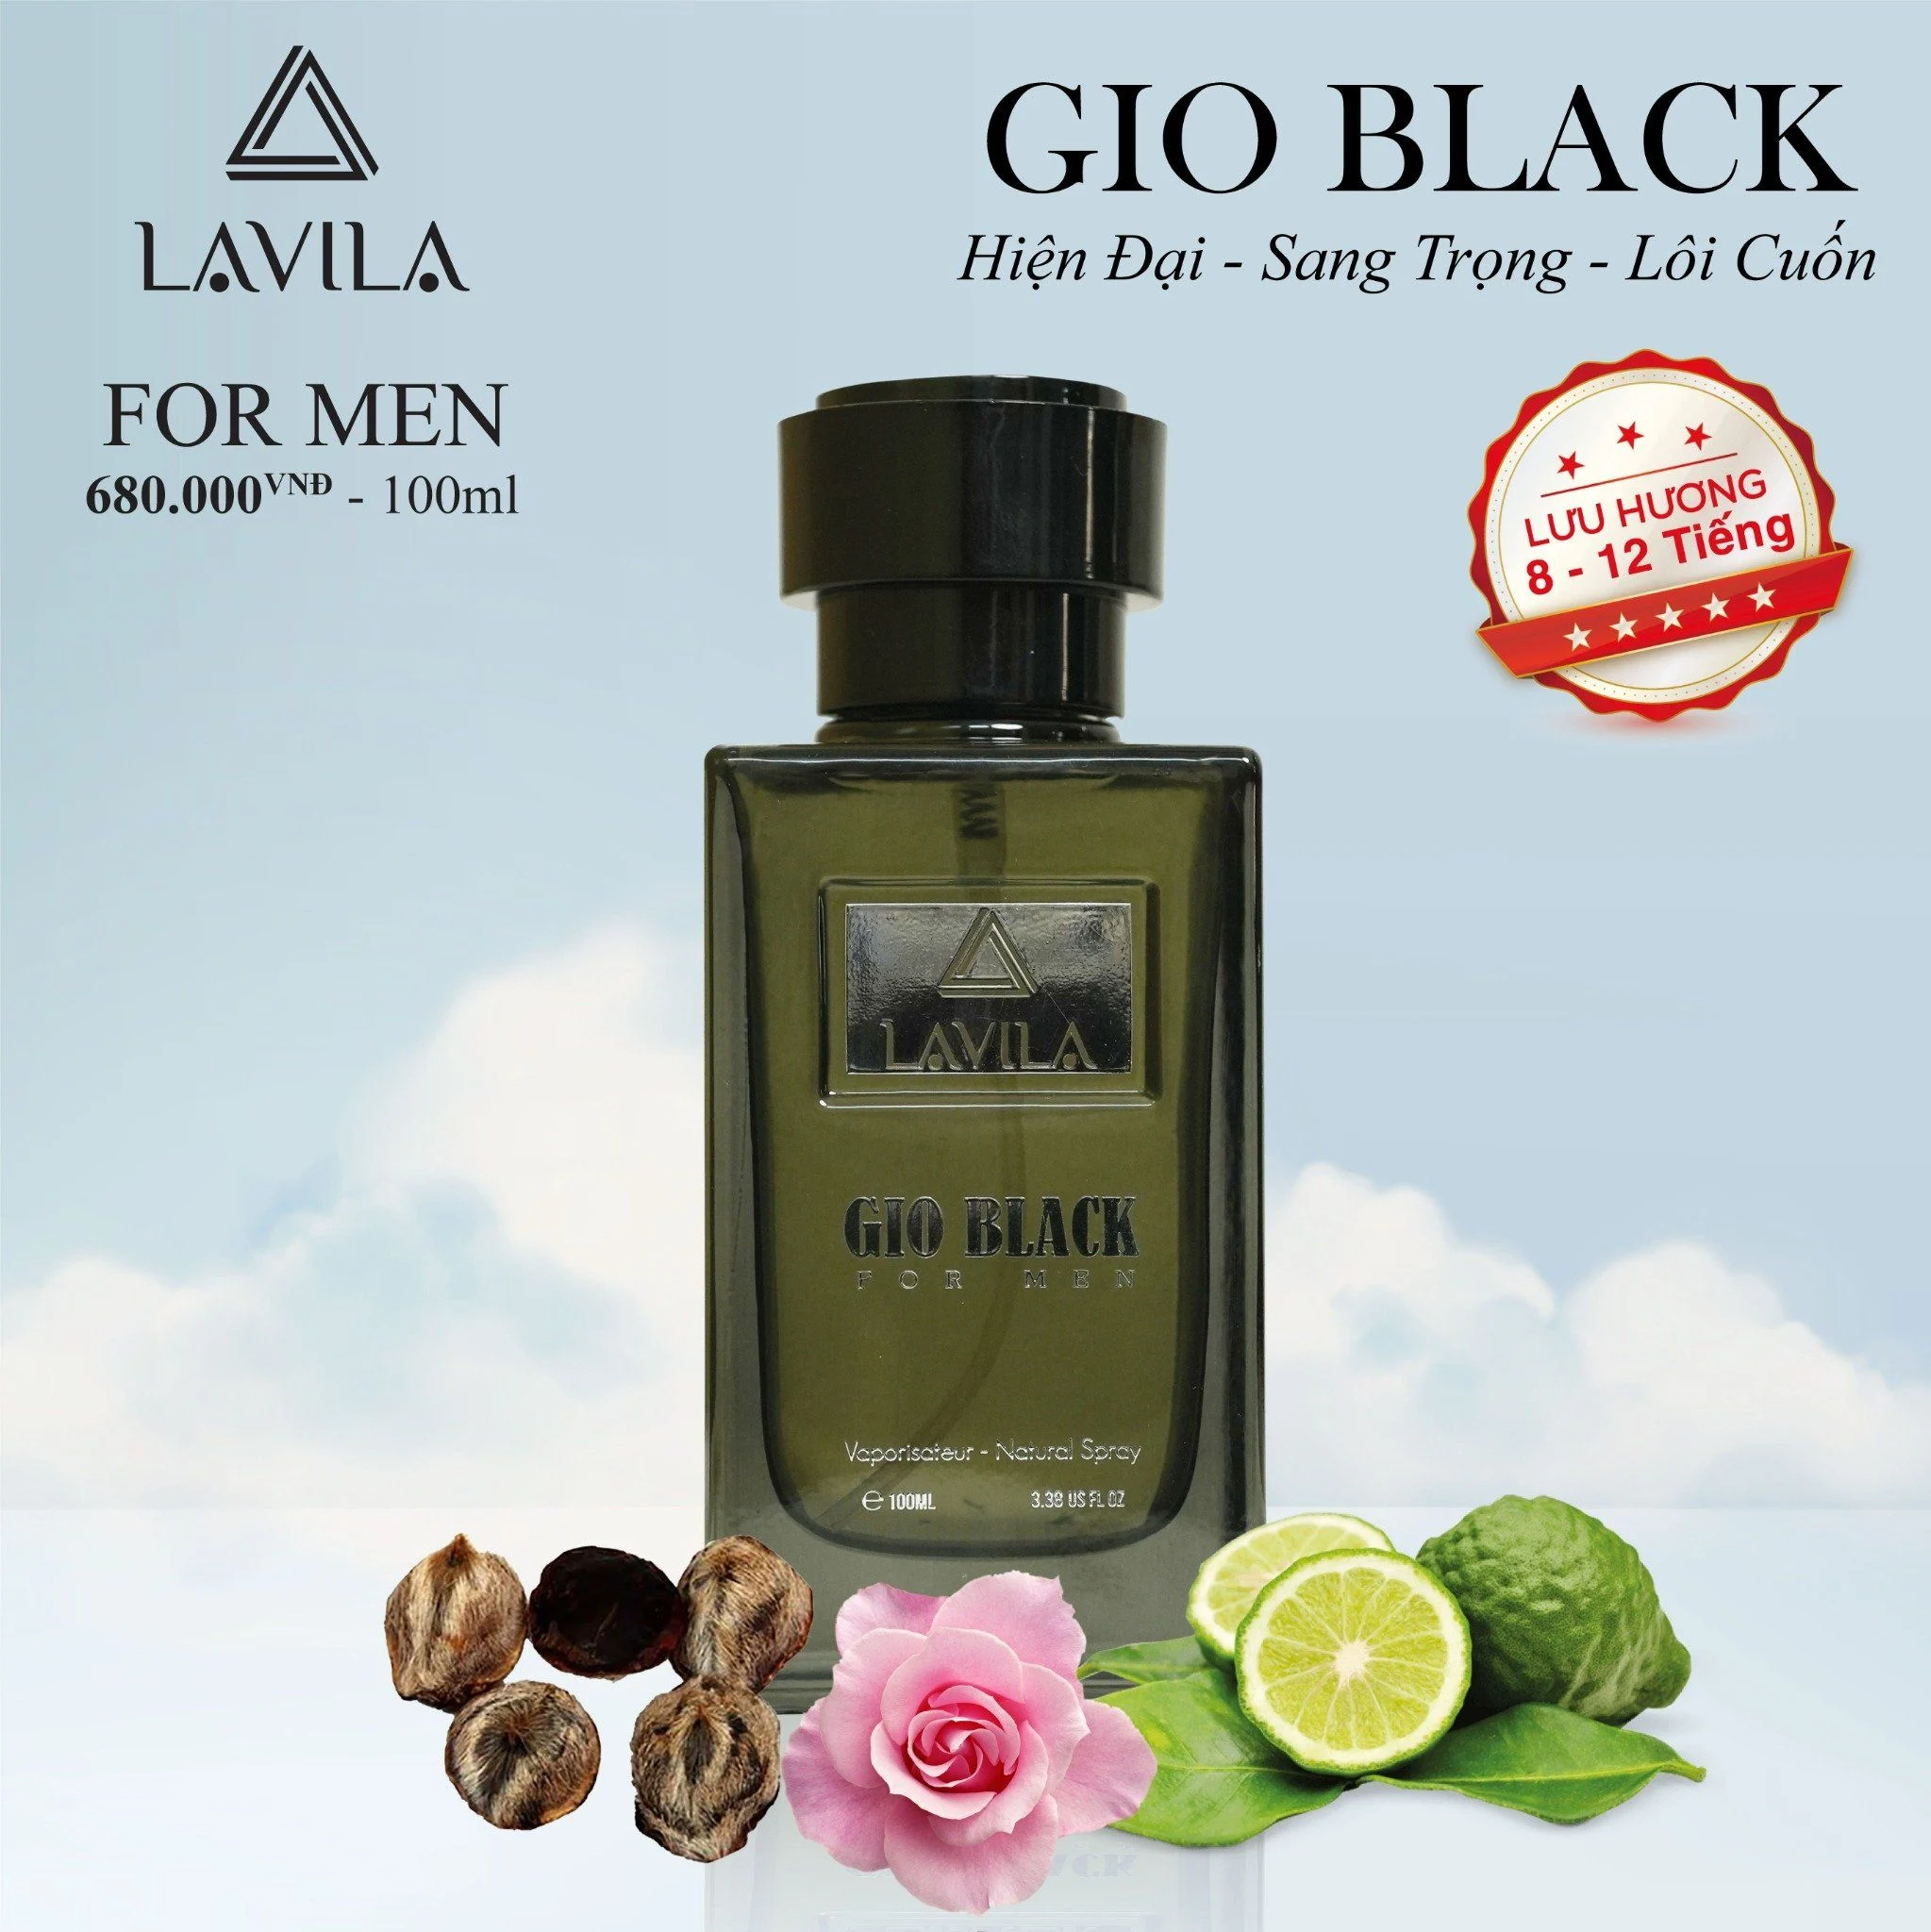 LAVILA
FOR MEN
680.000VNĐ - 100ml
GIO BLACK
Hiện Đại - Sang Trọng - Lôi Cuốn
LƯU HƯƠNG
8 - 12 Tiếng
LAVILA
GIO BLACK
FOR MEN
Vaporisateur - Natural Spray
℮ 100ML 3.38 US FL OZ